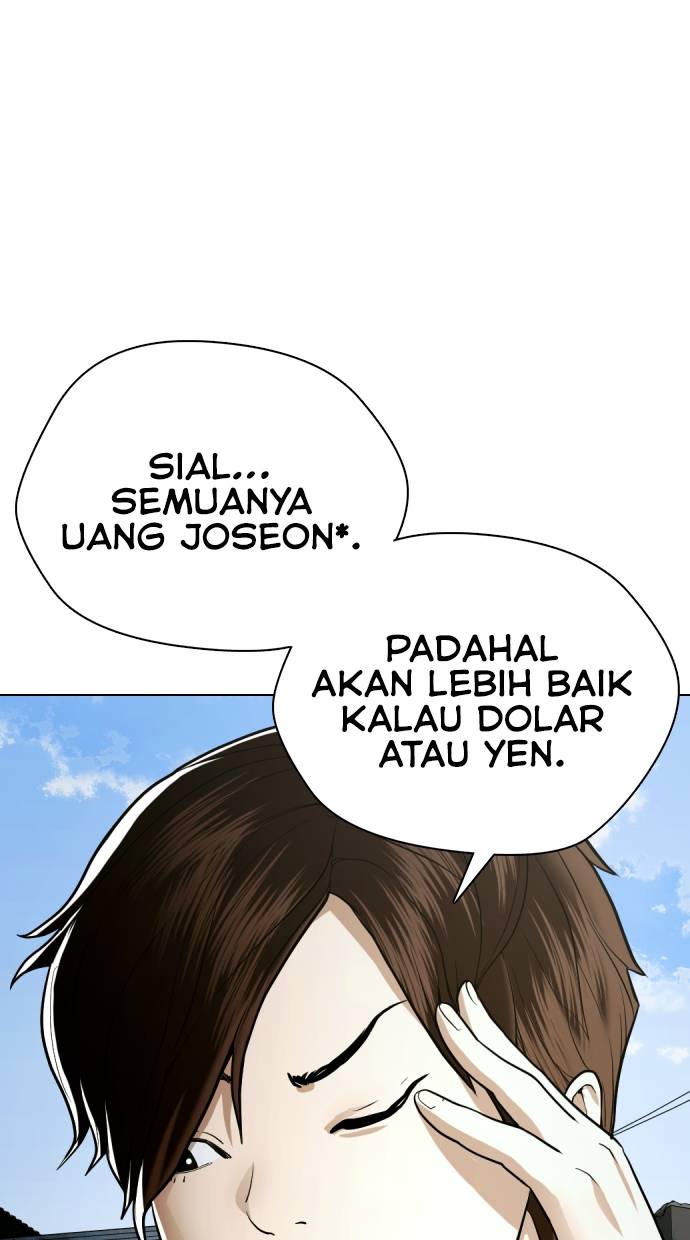 SIAL...
SEMUANYA
UANG JOSEON*.
PADAHAL
AKAN LEBIH BAIK
KALAU DOLAR
ATAU YEN.